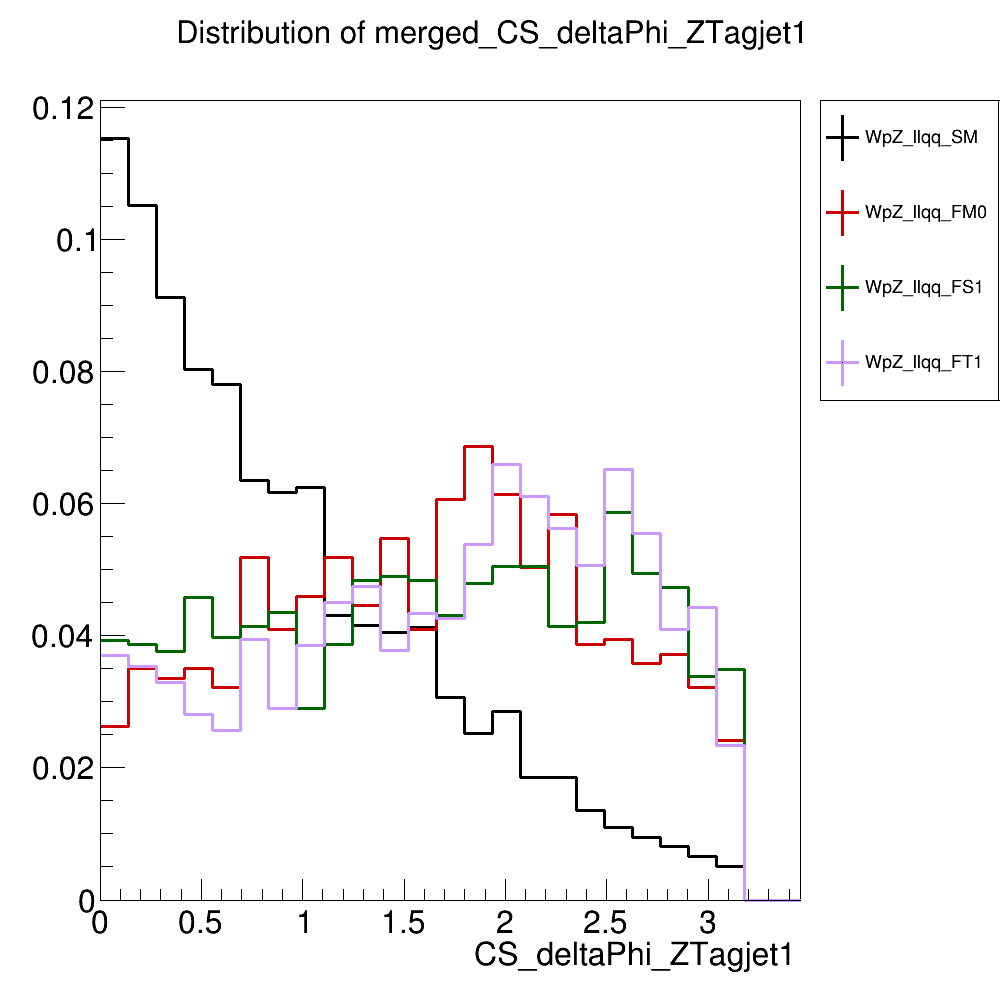 Distribution of merged_CS_deltaPhi_ZTagjet1
0.12
0.1
0.08
0.06
0.04
0.02
0
0 0.5 1 1.5 2 2.5 3
CS_deltaPhi_ZTagjet1
WpZ_llqq_SM
WpZ_llqq_FM0
WpZ_llqq_FS1
WpZ_llqq_FT1